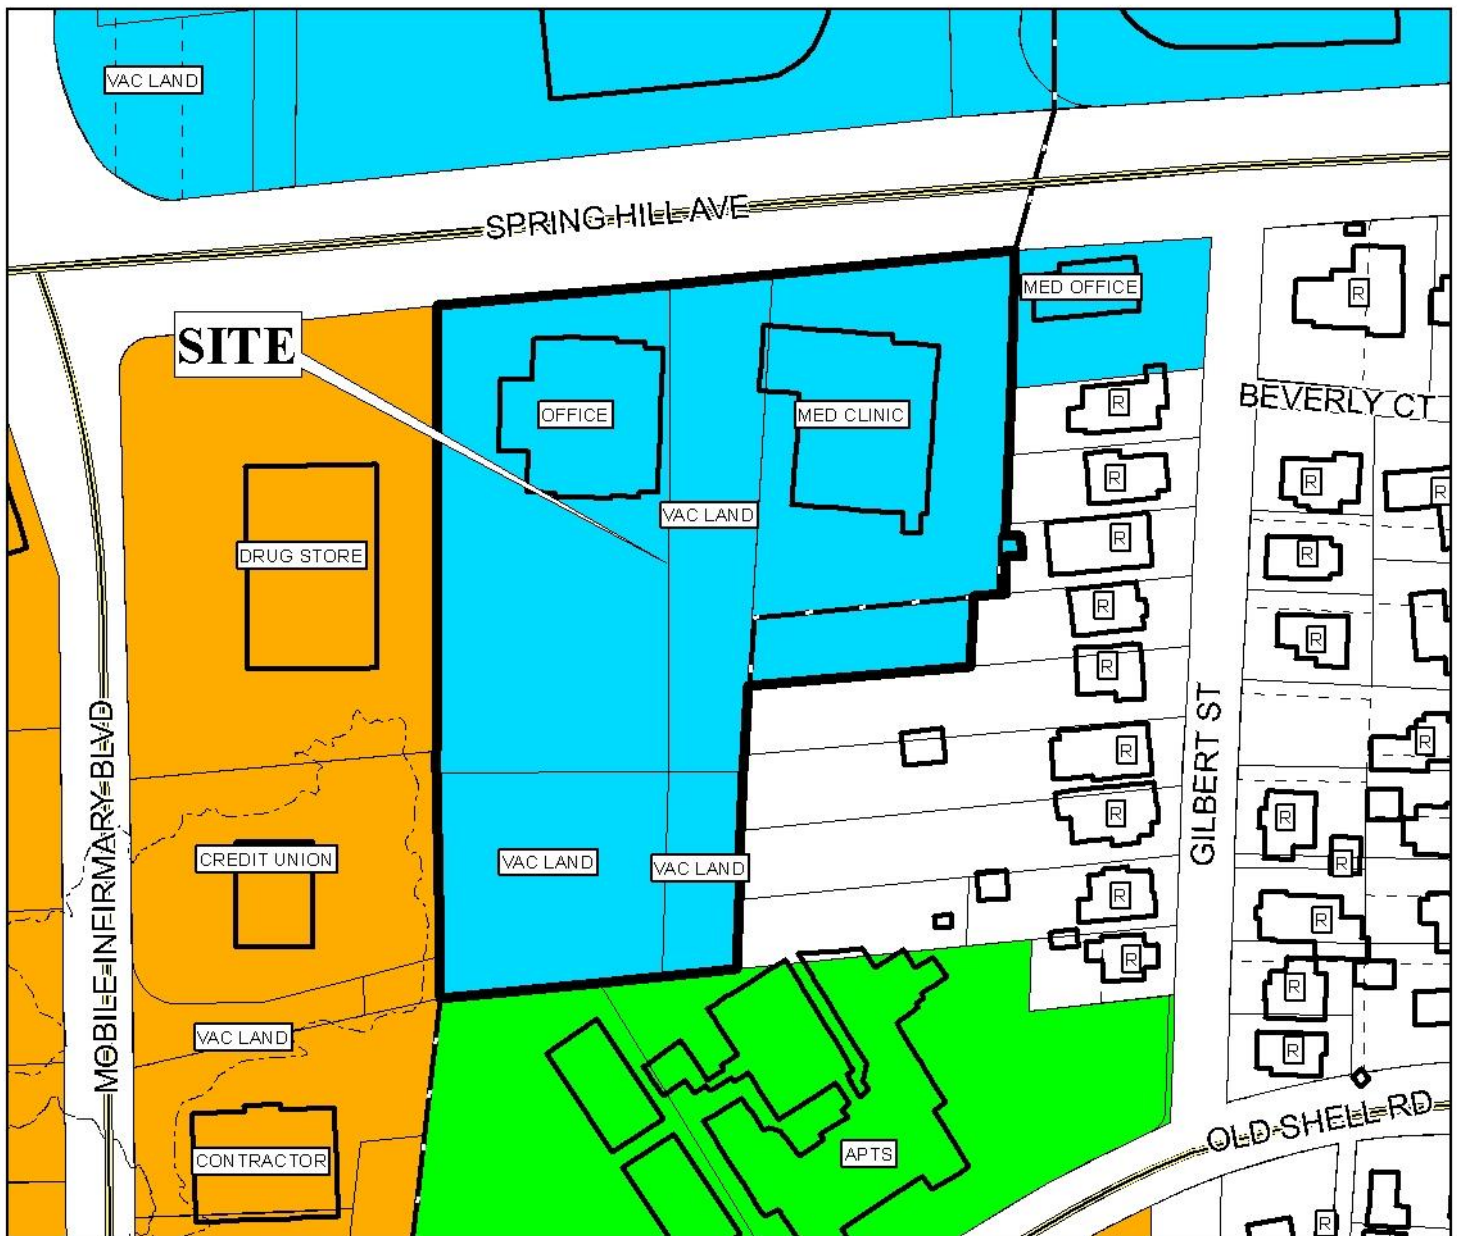 VAC LAND
SPRING HILL AVE
MED OFFICE
R
SITE
BEVERLY CT
R
OFFICE
MED CLINIC
R
R
R
VAC LAND
R
DRUG STORE
R
R
R
R
R
MOBILE INFIRMARY BLVD
GILBERT ST
R
R
R
R
CREDIT UNION
VAC LAND
VAC LAND
R
R
R
R
R
VAC LAND
R
OLD SHELL RD
CONTRACTOR
APTS
R